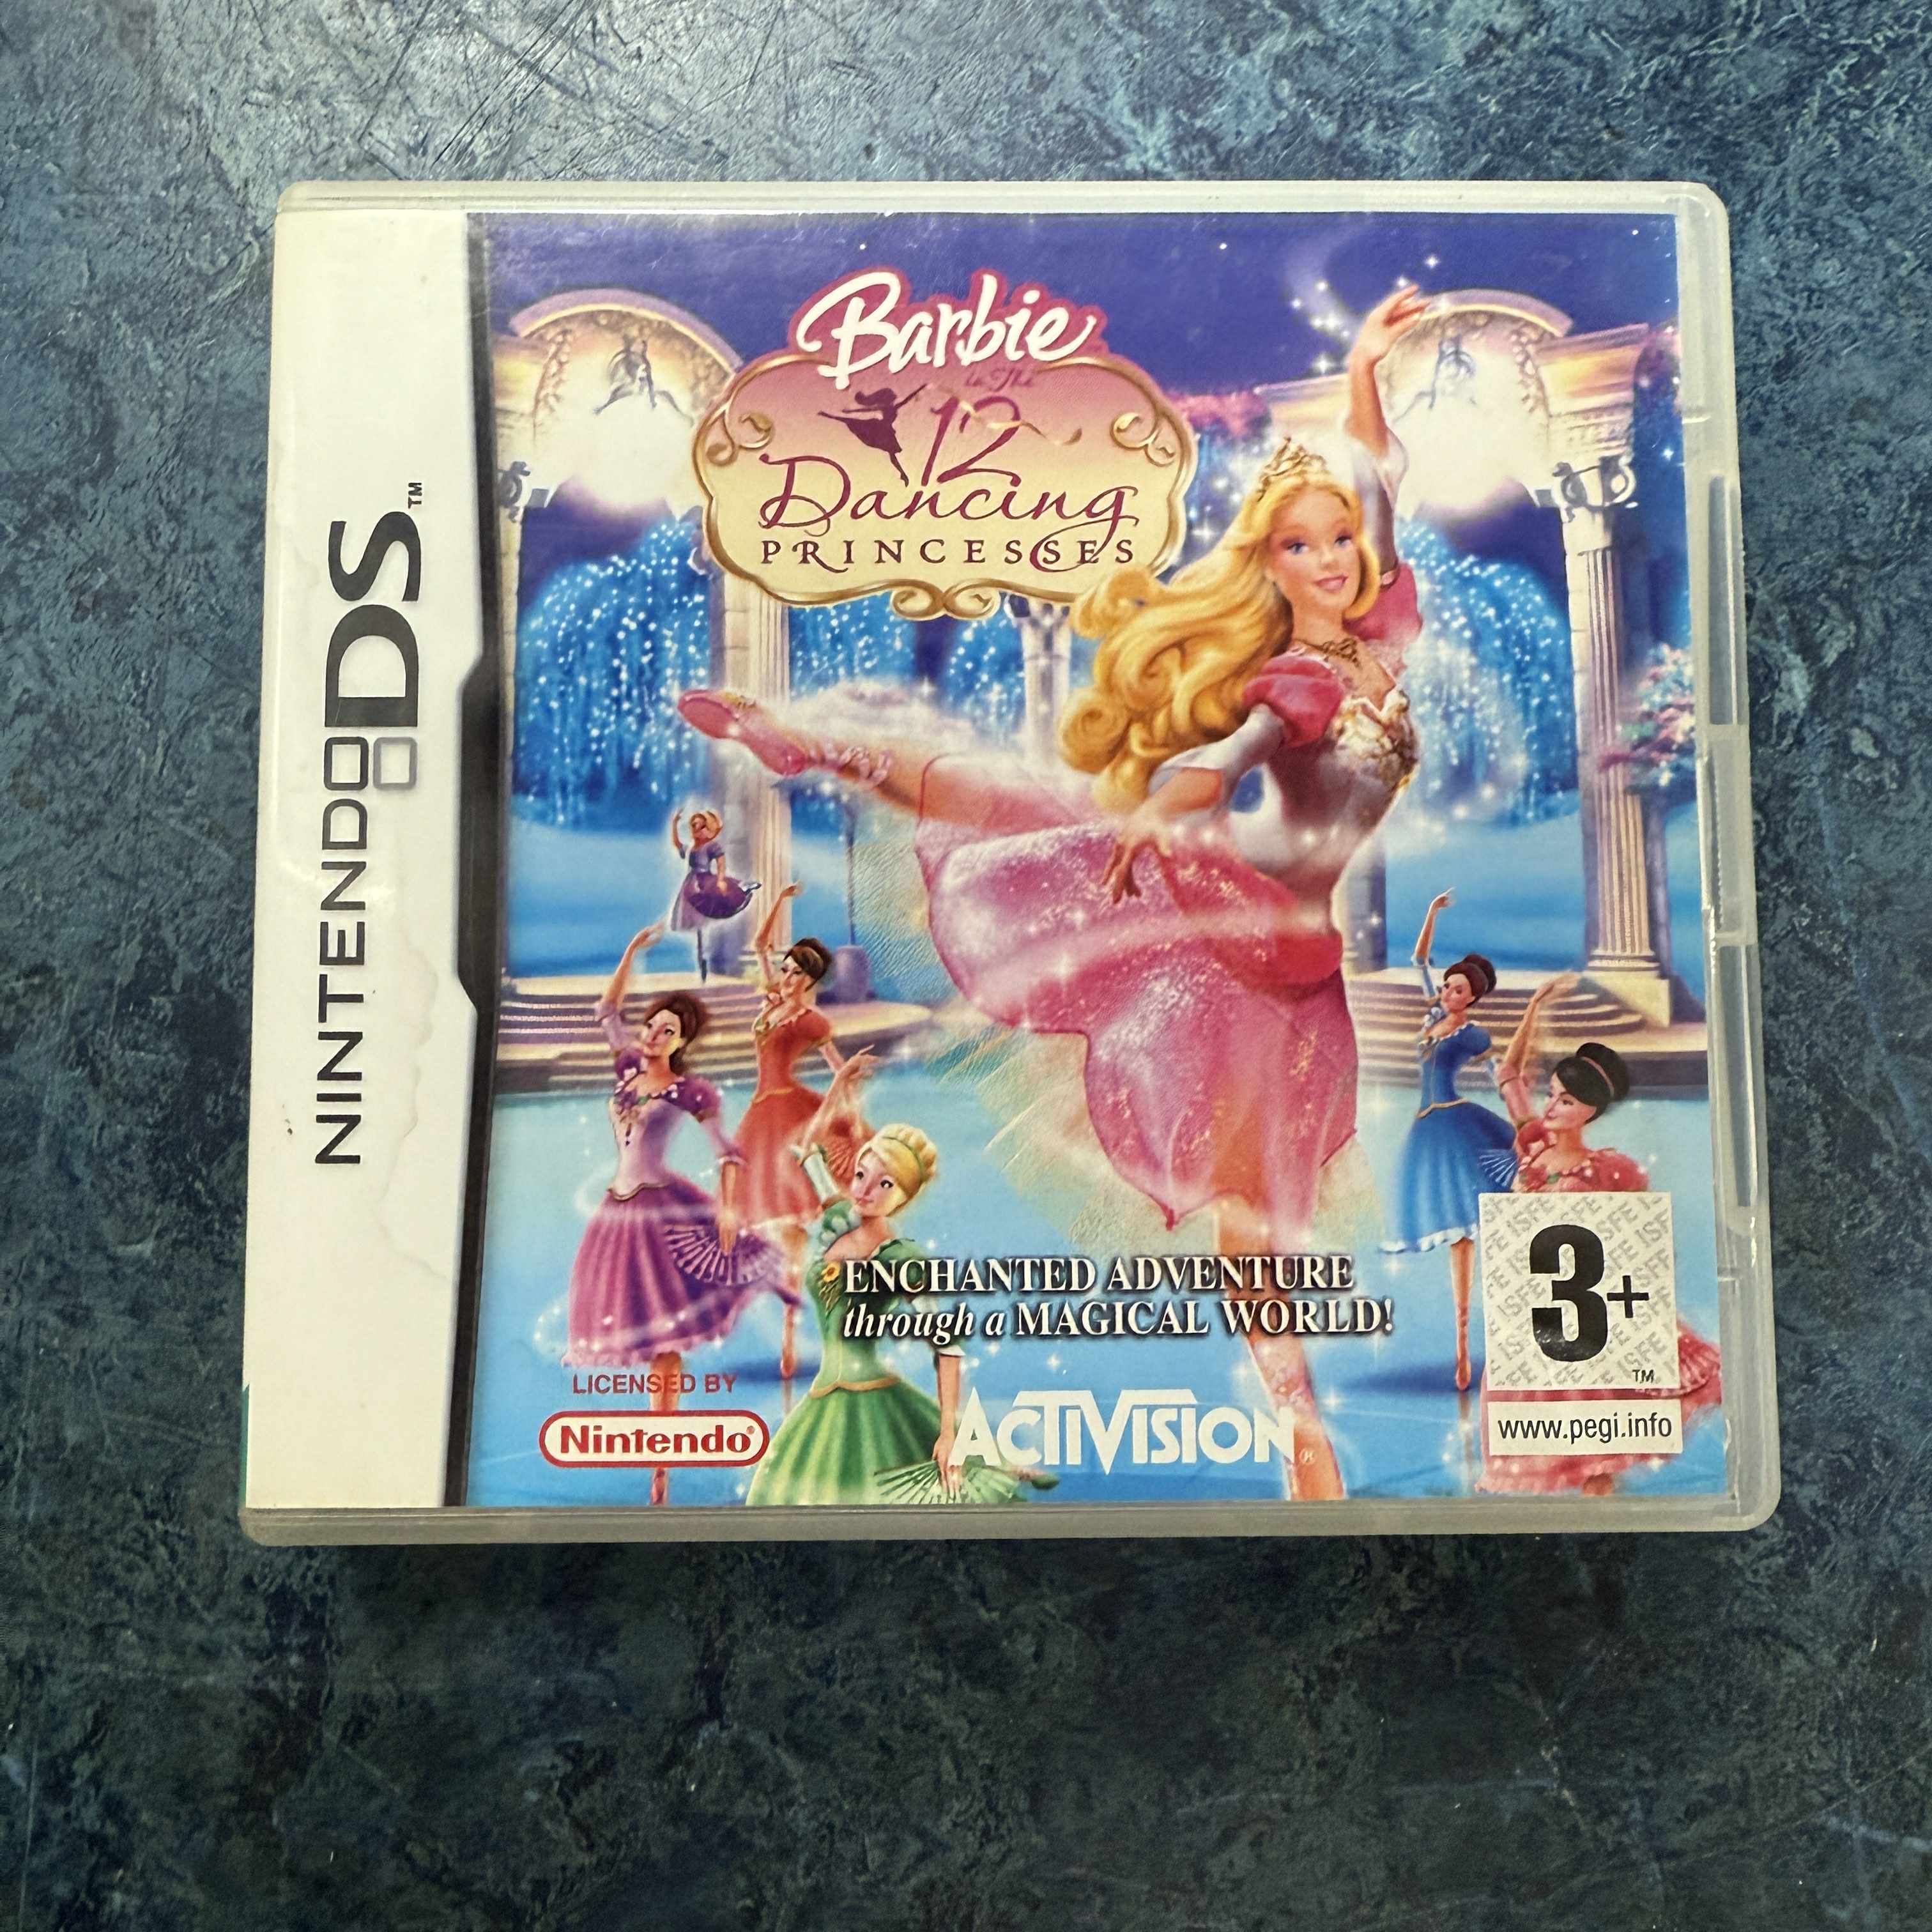 NINTENDO DS™
Barbie
in The
12
Dancing
PRINCESSES
ENCHANTED ADVENTURE
through a MAGICAL WORLD!
LICENSED BY
Nintendo®
ACTIVISION®
3+
™
www.pegi.info